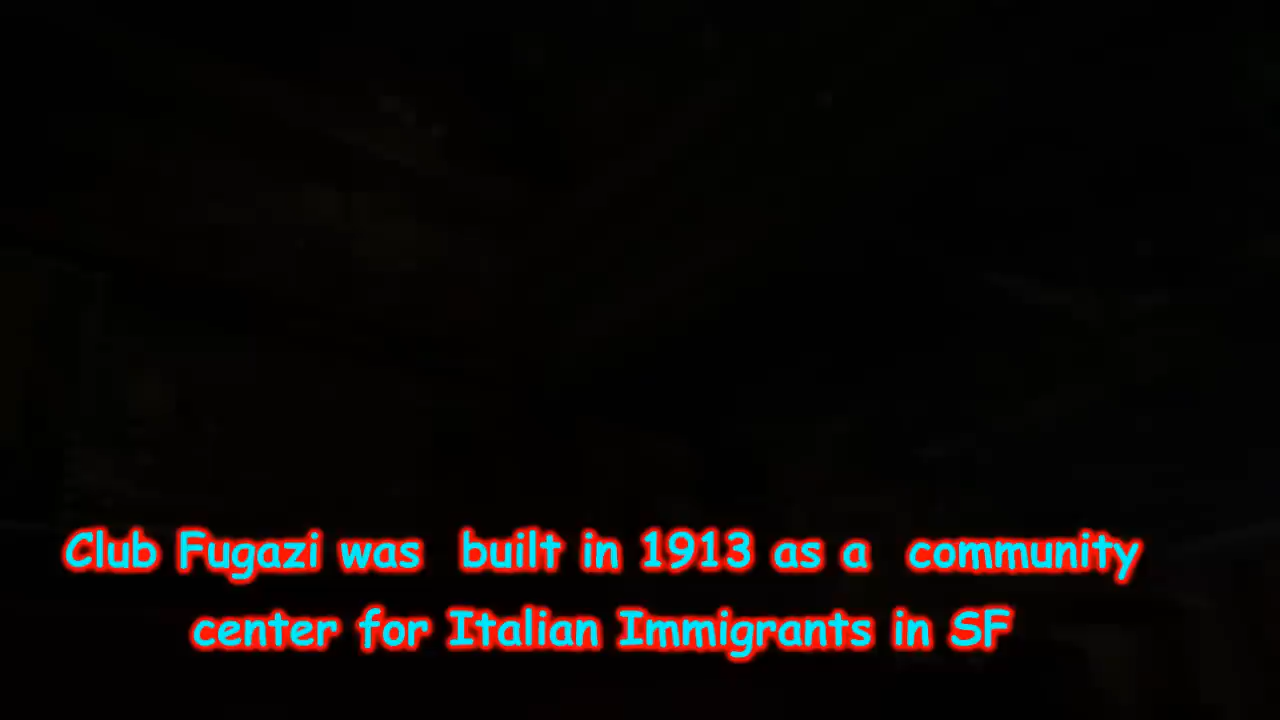 Club Fugazi was built in 1913 as a community
center for Italian Immigrants in SF